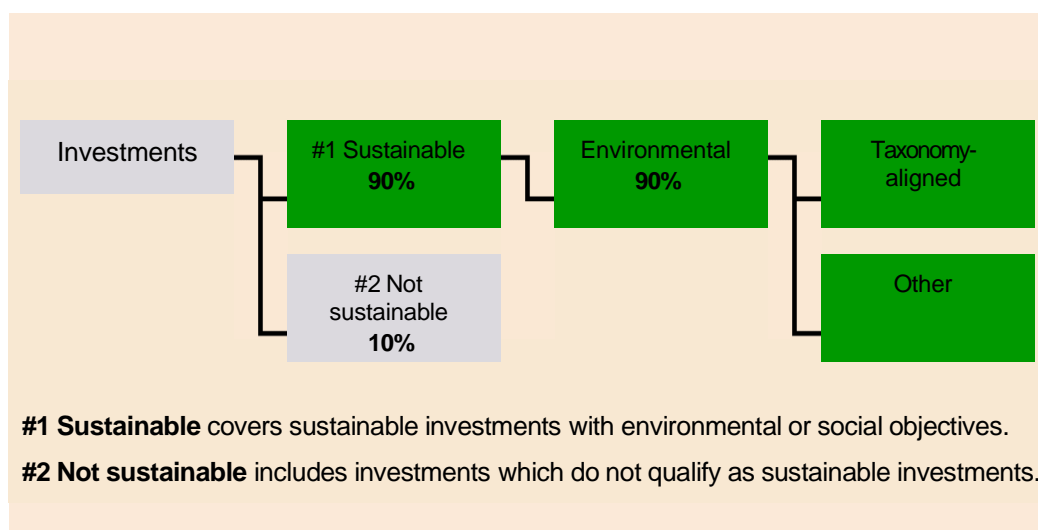 Investments
#1 Sustainable
90%
Environmental
90%
Taxonomy-
aligned
#2 Not
sustainable
10%
Other
#1 Sustainable covers sustainable investments with environmental or social objectives.
#2 Not sustainable includes investments which do not qualify as sustainable investments.